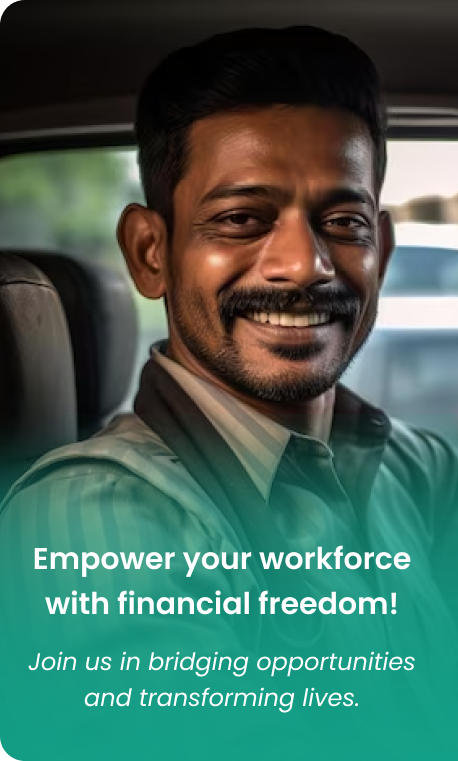 Empower your workforce
with financial freedom!
Join us in bridging opportunities
and transforming lives.